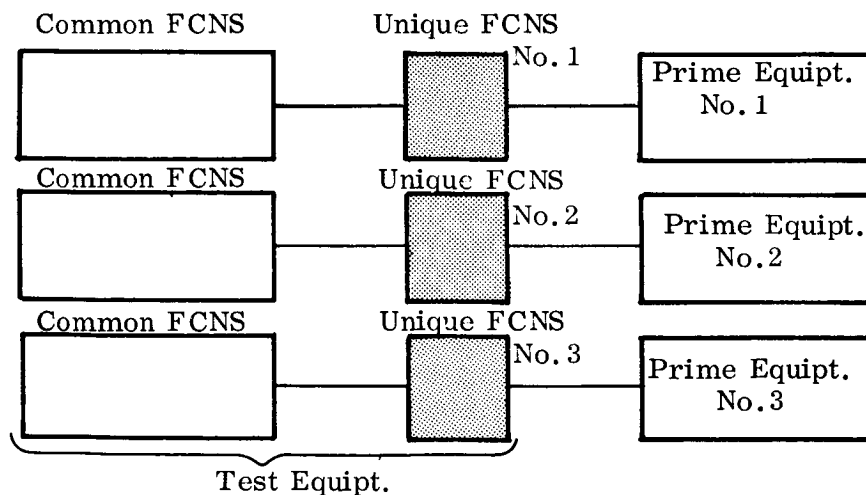 Common FCNS
Unique FCNS
No.1
Prime Equipt.
No.1
Common FCNS
Unique FCNS
No.2
Prime Equipt.
No.2
Common FCNS
Unique FCNS
No.3
Prime Equipt.
No.3
Test Equipt.